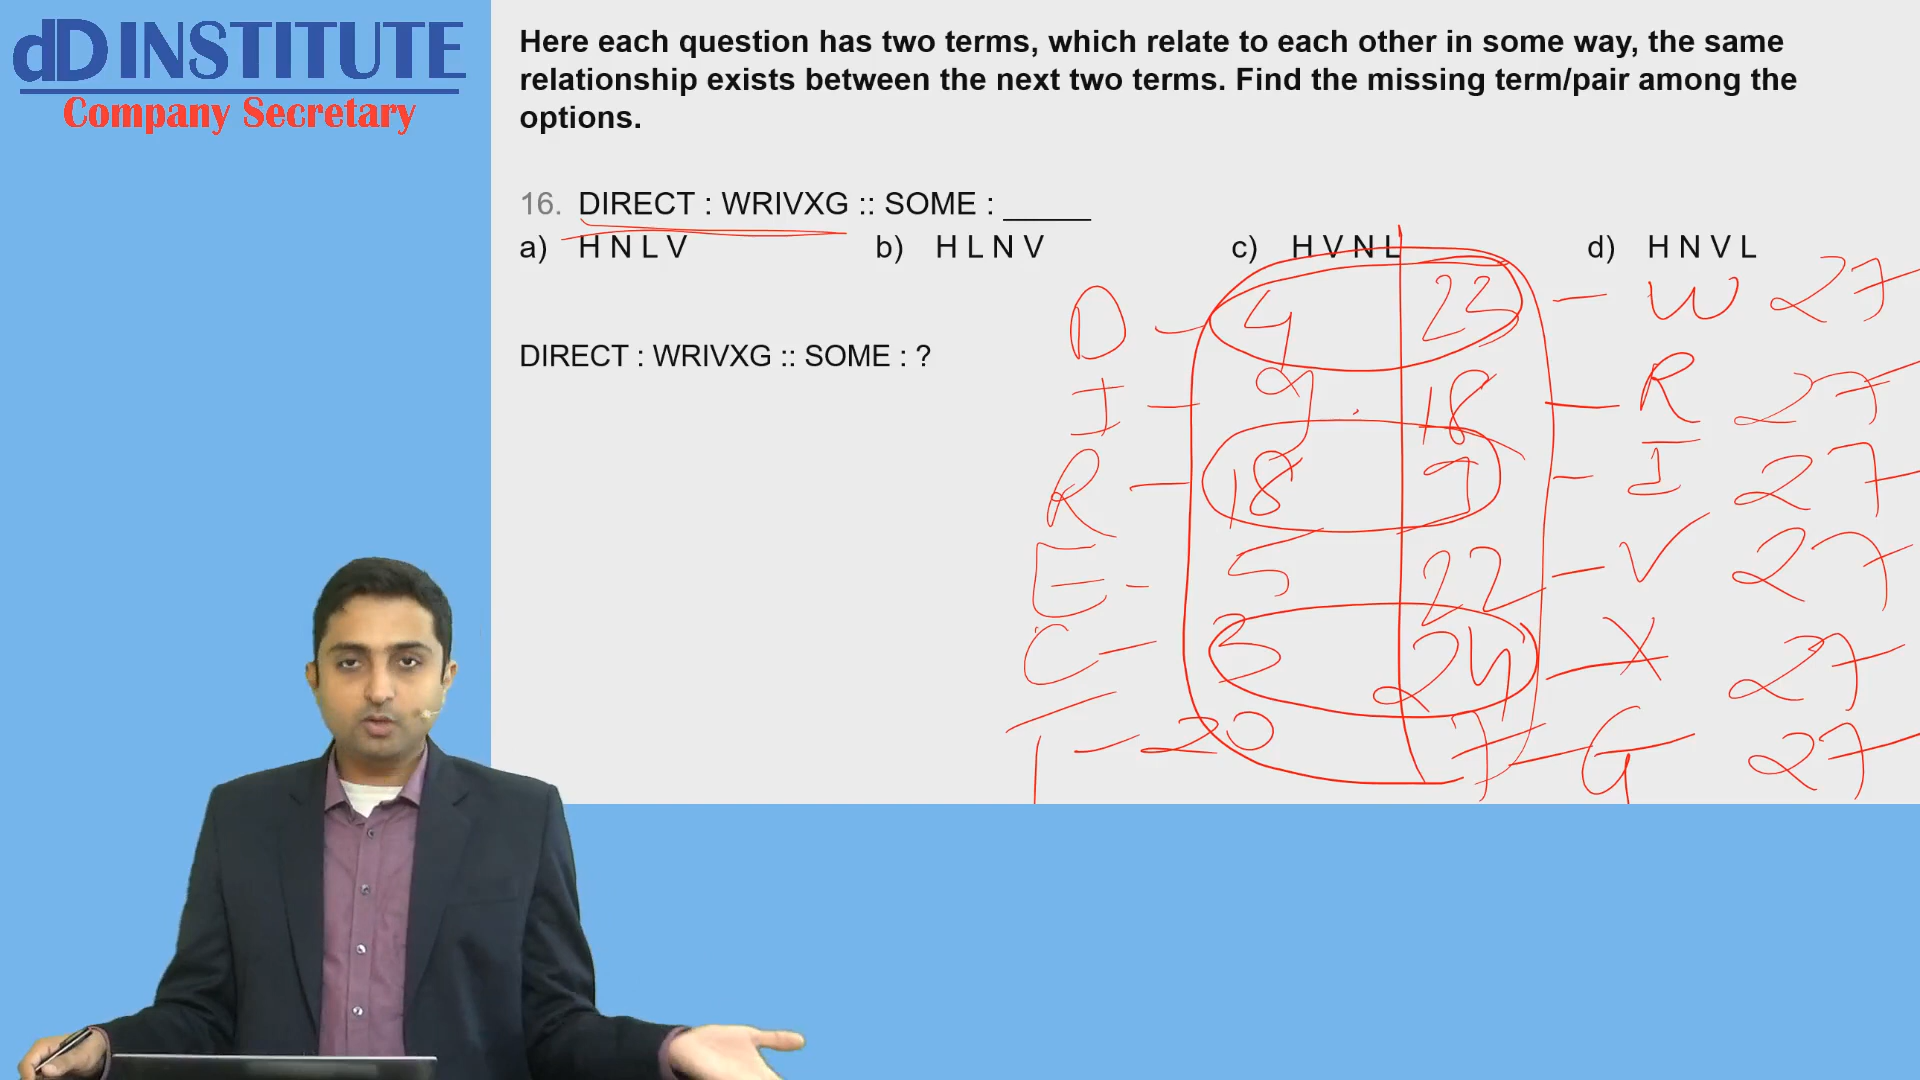 dD INSTITUTE
Company Secretary
Here each question has two terms, which relate to each other in some way, the same
relationship exists between the next two terms. Find the missing term/pair among the
options.
16. DIRECT : WRIVXG :: SOME : _____
a) H N L V b) H L N V c) H V N L d) H N V L
DIRECT : WRIVXG :: SOME : ?
D - 4 23 - W 27
I - 9 18 - R 27
R - 18 9 - I 27
E - 5 22 - V 27
C - 3 24 - X 27
T - 20 7 - G 27